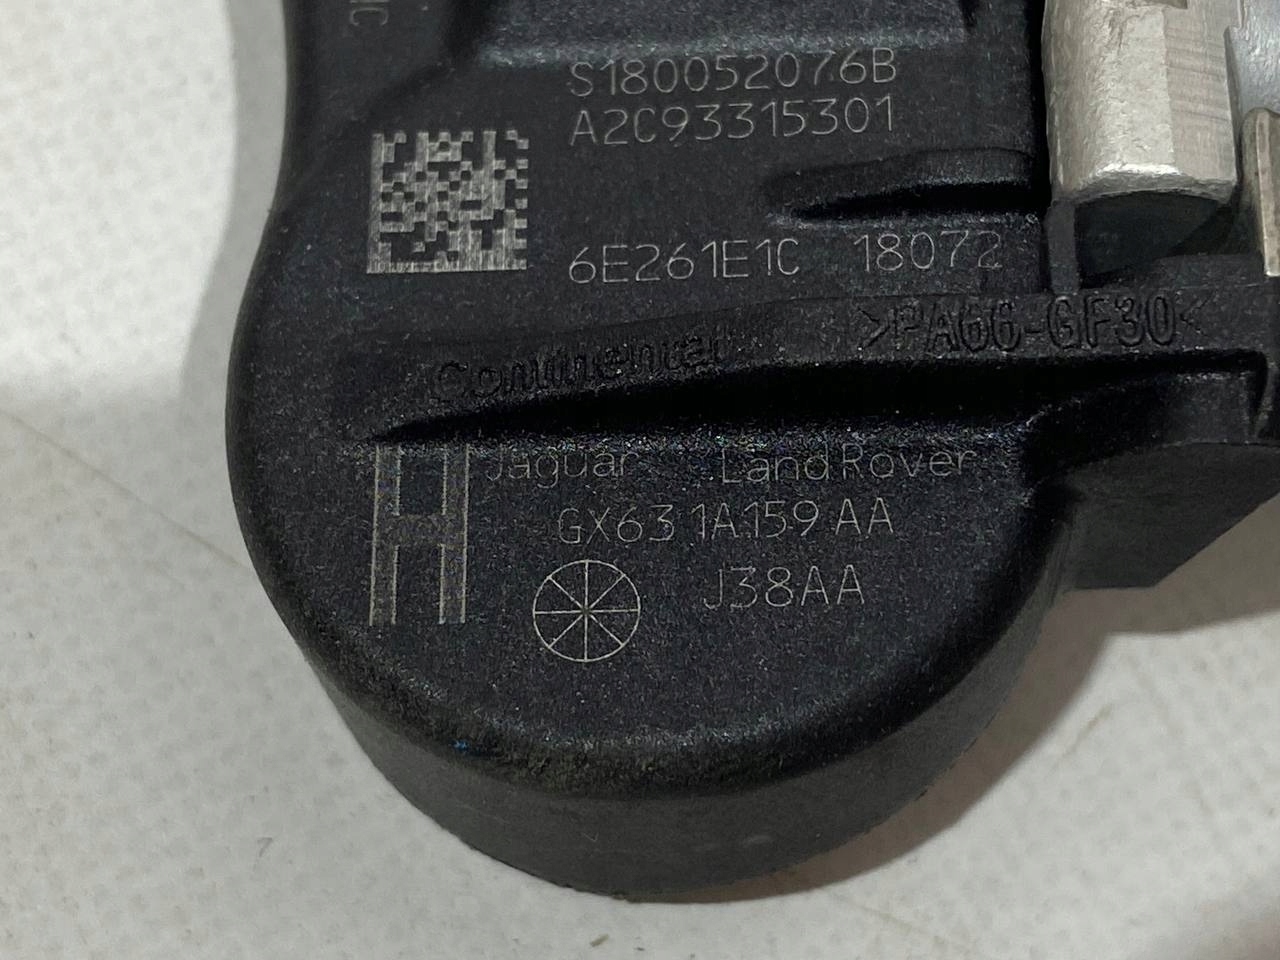 S180052076B
A2C93315301
6E261E1C 18072
>PA66-GF30<
Continental
H
Jaguar Land Rover
GX63 1A159 AA
J38AA